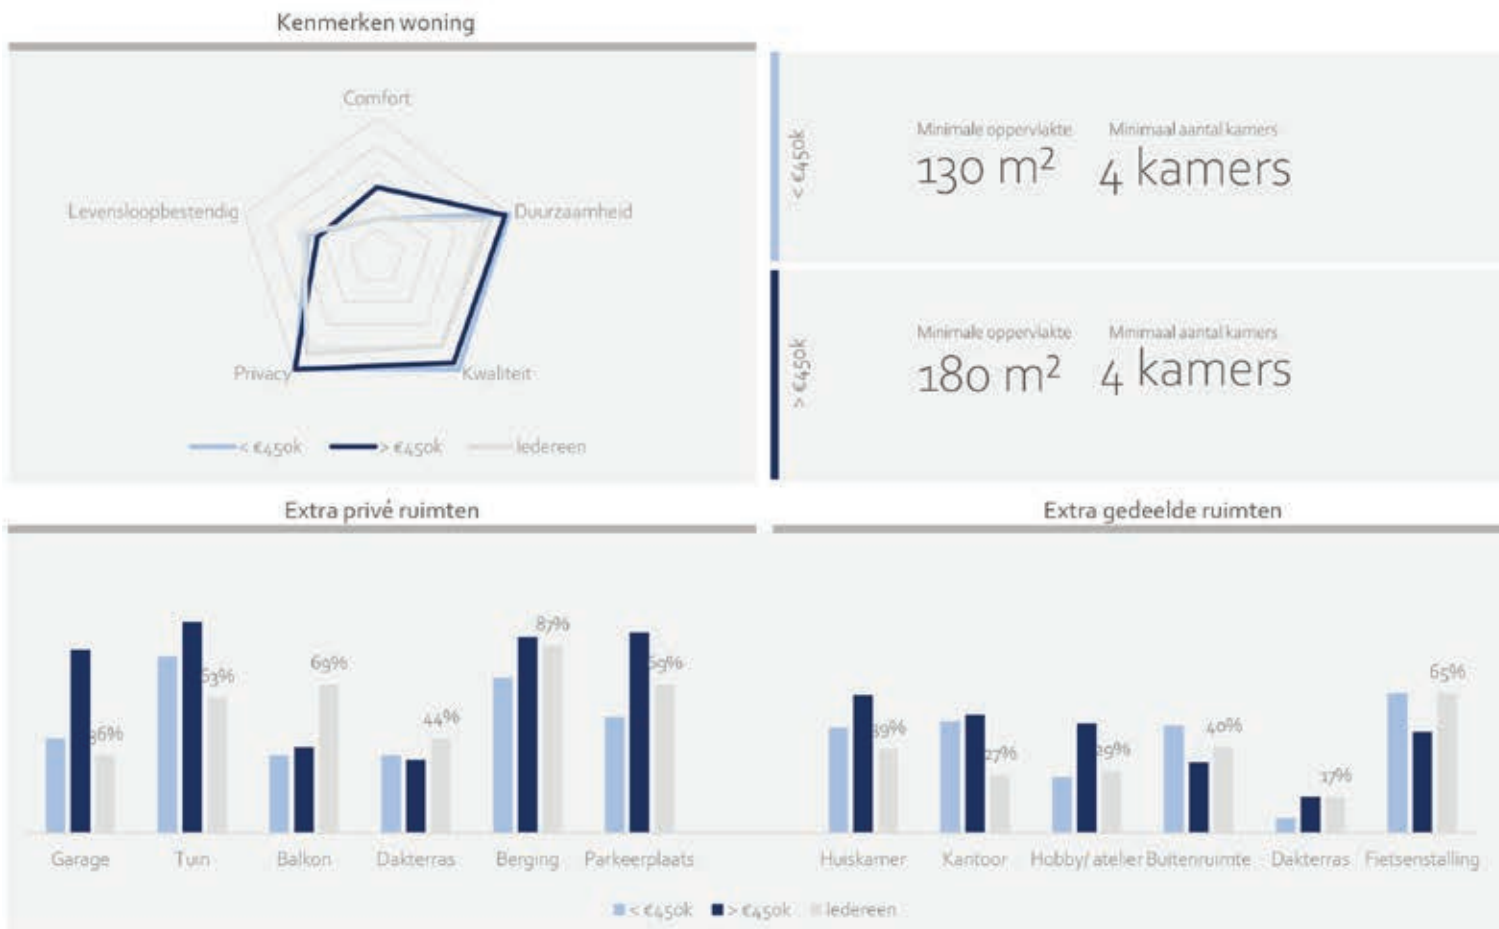 Kenmerken woning
Comfort
Levensloopbestendig
Duurzaamheid
Privacy
Kwaliteit
< €450k > €450k Iedereen
< €450k
Minimale oppervlakte Minimaal aantal kamers
130 m² 4 kamers
> €450k
Minimale oppervlakte Minimaal aantal kamers
180 m² 4 kamers
Extra privé ruimten
36% 63% 69% 44% 87% 69%
Garage Tuin Balkon Dakterras Berging Parkeerplaats
Extra gedeelde ruimten
39% 27% 29% 40% 17% 65%
Huiskamer Kantoor Hobby/ atelier Buitenruimte Dakterras Fietsenstalling
< €450k > €450k Iedereen